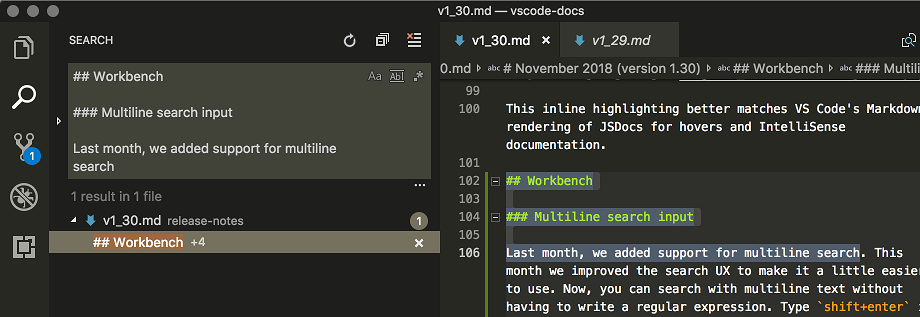 v1_30.md — vscode-docs
SEARCH
## Workbench
Aa Abl .*
### Multiline search input
Last month, we added support for multiline
search
1 result in 1 file
v1_30.md release-notes 1
## Workbench +4
1
v1_30.md v1_29.md
0.md abc # November 2018 (version 1.30) abc ## Workbench abc ### Multili
99
100 This inline highlighting better matches VS Code's Markdown
rendering of JSDocs for hovers and IntelliSense
documentation.
101
102 ## Workbench
103
104 ### Multiline search input
105
106 Last month, we added support for multiline search. This
month we improved the search UX to make it a little easier
to use. Now, you can search with multiline text without
having to write a regular expression. Type `shift+enter`